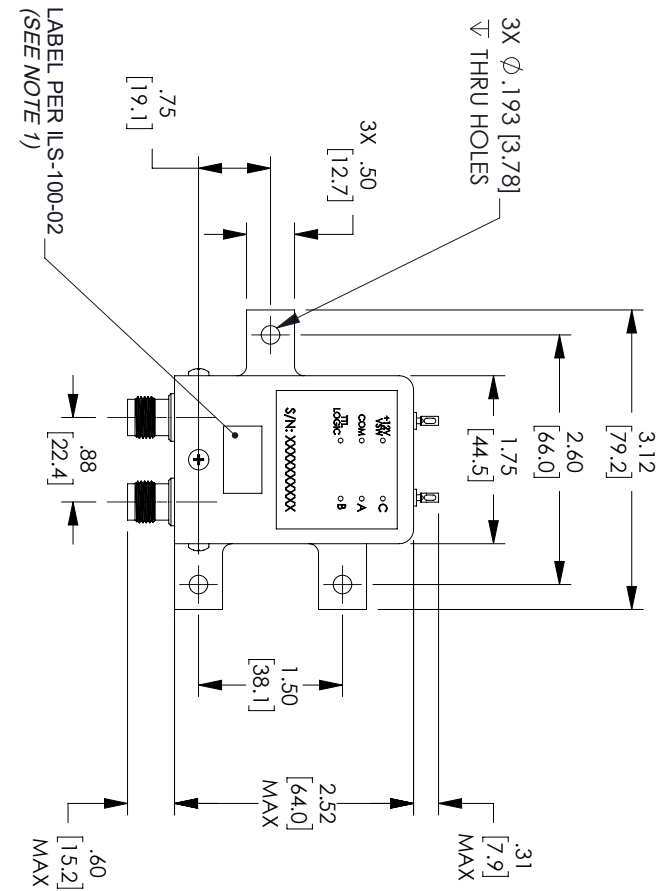 3X Ø .193 [3.78]
↧ THRU HOLES
3X .50
[12.7]
.75
[19.1]
LABEL PER ILS-100-02
(SEE NOTE 1)
3.12
[79.2]
2.60
[66.0]
1.75
[44.5]
+12V
VSW
COM
TTL
LOGIC
C
A
B
S/N: XXXXXXXXXX
.88
[22.4]
1.50
[38.1]
.31
[7.9]
MAX
2.52
[64.0]
MAX
.60
[15.2]
MAX